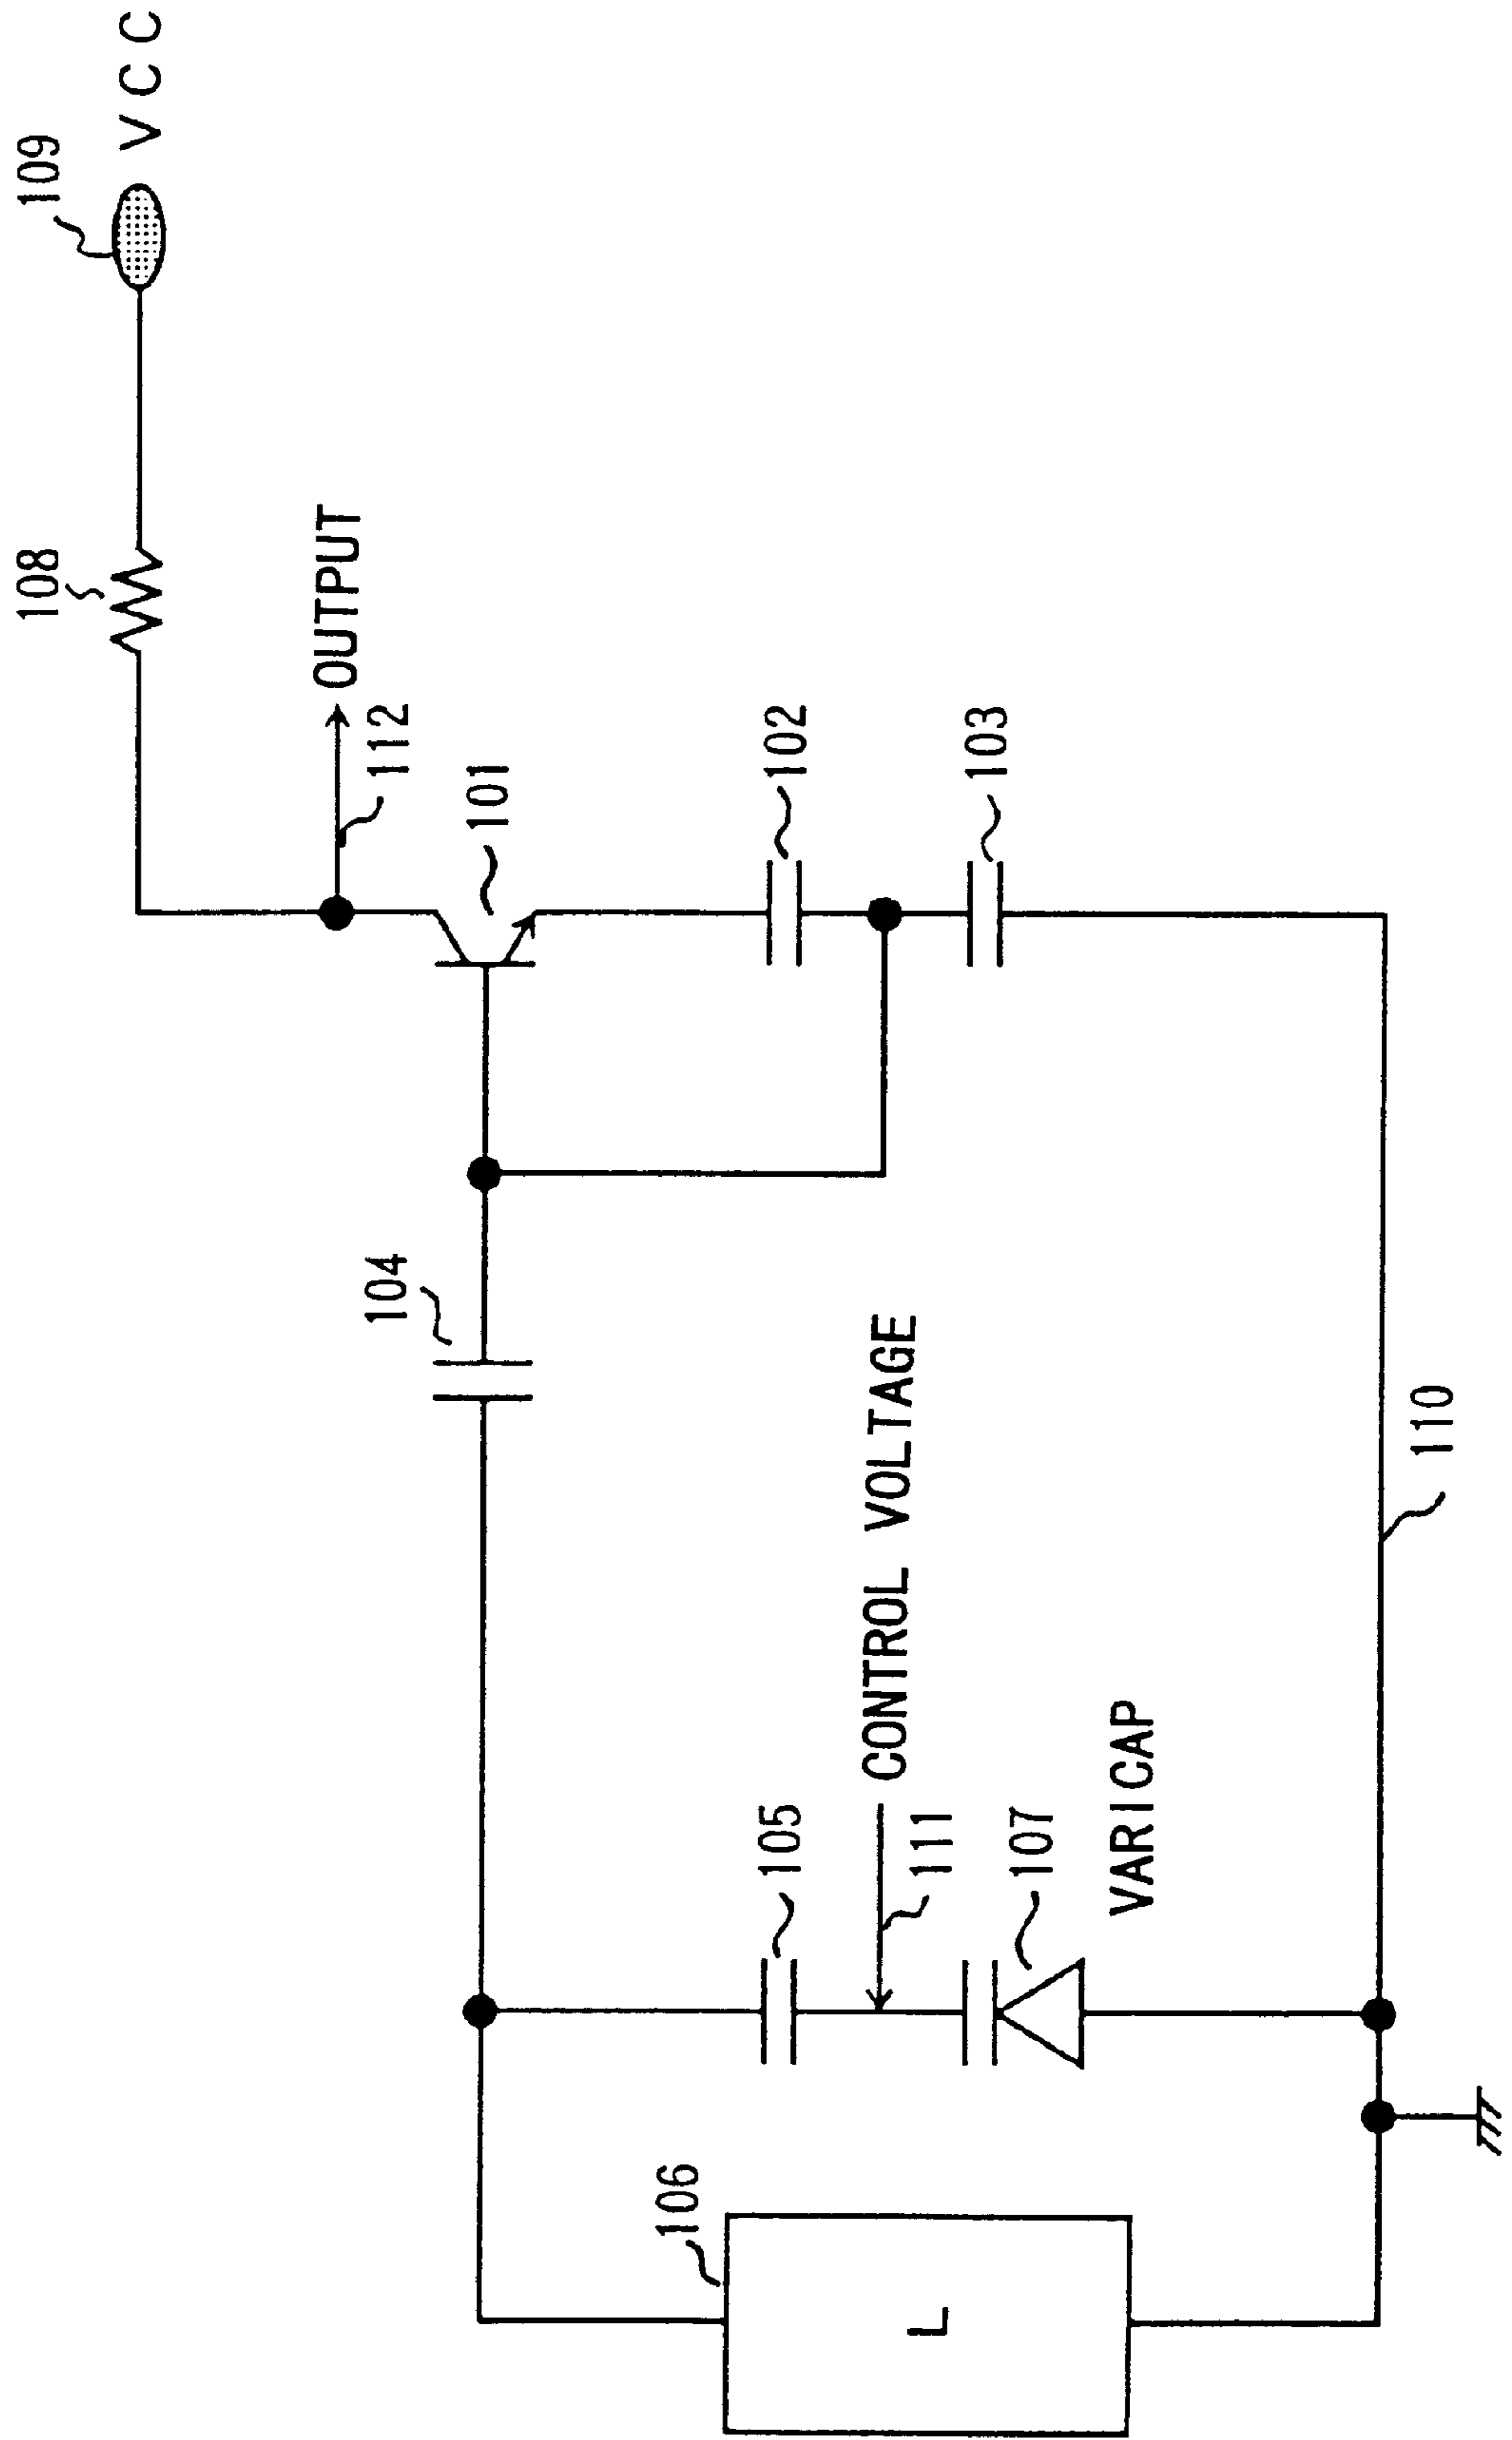 109
VCC
108
OUTPUT
112
101
102
103
104
CONTROL VOLTAGE
110
105
111
107
VARICAP
106
L